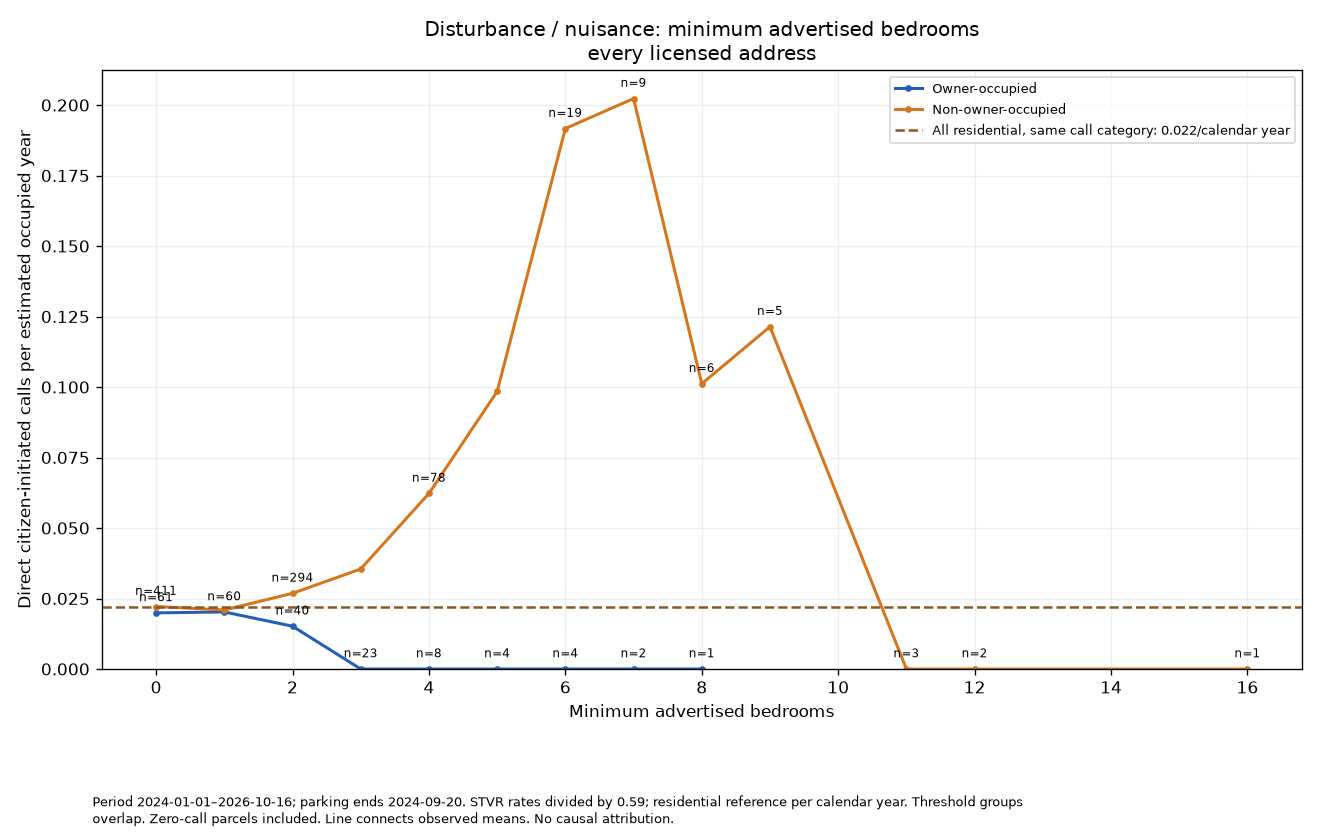 Disturbance / nuisance: minimum advertised bedrooms
every licensed address
Direct citizen-initiated calls per estimated occupied year
0.200
0.175
0.150
0.125
0.100
0.075
0.050
0.025
0.000
n=9
n=19
n=5
n=6
n=78
n=294
n=411
n=61
n=60
n=40
n=23
n=8
n=4
n=4
n=2
n=1
n=3
n=2
n=1
Owner-occupied
Non-owner-occupied
All residential, same call category: 0.022/calendar year
0 2 4 6 8 10 12 14 16
Minimum advertised bedrooms
Period 2024-01-01–2026-10-16; parking ends 2024-09-20. STVR rates divided by 0.59; residential reference per calendar year. Threshold groups
overlap. Zero-call parcels included. Line connects observed means. No causal attribution.